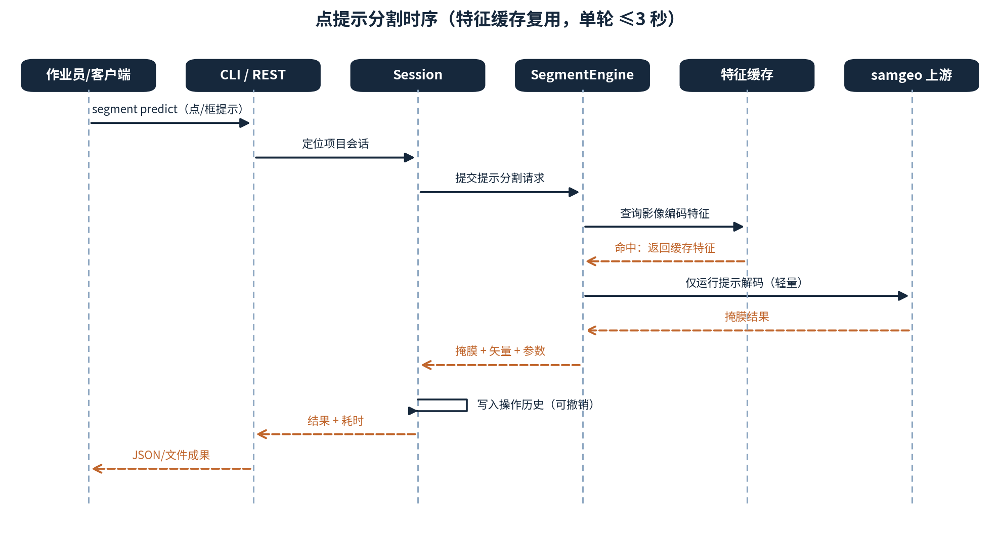 点提示分割时序（特征缓存复用，单轮 ≤3 秒）
作业员/客户端
CLI / REST
Session
SegmentEngine
特征缓存
samgeo 上游
segment predict（点/框提示）
定位项目会话
提交提示分割请求
查询影像编码特征
命中：返回缓存特征
仅运行提示解码（轻量）
掩膜结果
掩膜 + 矢量 + 参数
写入操作历史（可撤销）
结果 + 耗时
JSON/文件成果